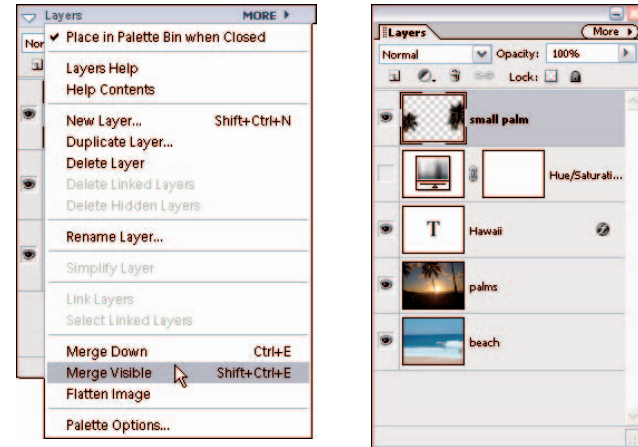 Layers MORE
Nor
✔ Place in Palette Bin when Closed
Layers Help
Help Contents
New Layer... Shift+Ctrl+N
Duplicate Layer...
Delete Layer
Delete Linked Layers
Delete Hidden Layers
Rename Layer...
Simplify Layer
Link Layers
Select Linked Layers
Merge Down Ctrl+E
Merge Visible Shift+Ctrl+E
Flatten Image
Palette Options...
Layers More
Normal Opacity: 100%
Lock:
small palm
Hue/Saturati...
T Hawaii
palms
beach